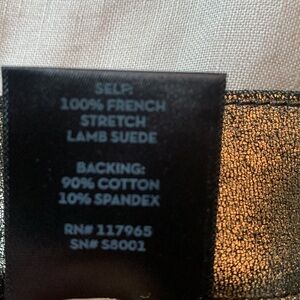 SELF:
100% FRENCH
STRETCH
LAMB SUEDE
BACKING:
90% COTTON
10% SPANDEX
RN# 117965
SN# S8001